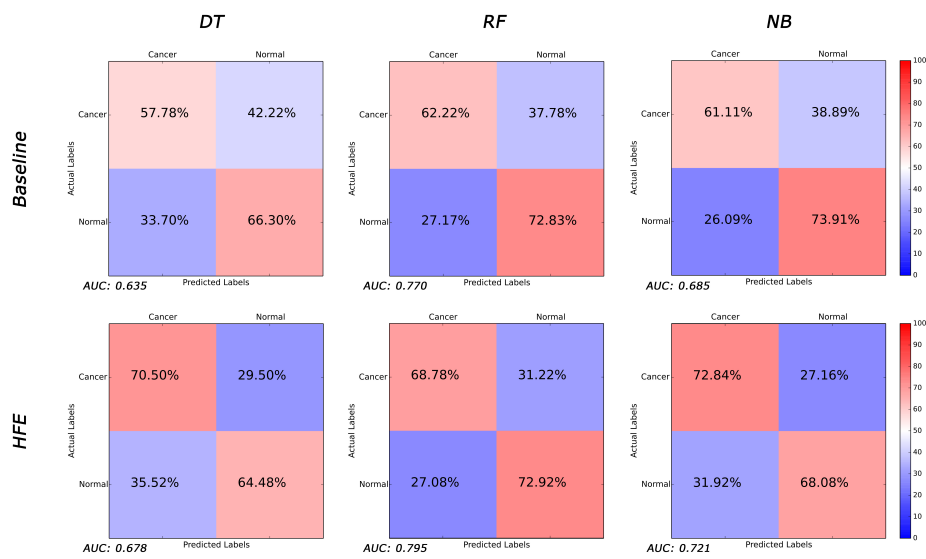 DT RF NB
Baseline
Cancer Normal
Actual Labels
Cancer 57.78% 42.22%
Normal 33.70% 66.30%
Predicted Labels
AUC: 0.635
Cancer Normal
Actual Labels
Cancer 62.22% 37.78%
Normal 27.17% 72.83%
Predicted Labels
AUC: 0.770
Cancer Normal
Actual Labels
Cancer 61.11% 38.89%
Normal 26.09% 73.91%
Predicted Labels
AUC: 0.685
100
90
80
70
60
50
40
30
20
10
0
HFE
Cancer Normal
Actual Labels
Cancer 70.50% 29.50%
Normal 35.52% 64.48%
Predicted Labels
AUC: 0.678
Cancer Normal
Actual Labels
Cancer 68.78% 31.22%
Normal 27.08% 72.92%
Predicted Labels
AUC: 0.795
Cancer Normal
Actual Labels
Cancer 72.84% 27.16%
Normal 31.92% 68.08%
Predicted Labels
AUC: 0.721
100
90
80
70
60
50
40
30
20
10
0